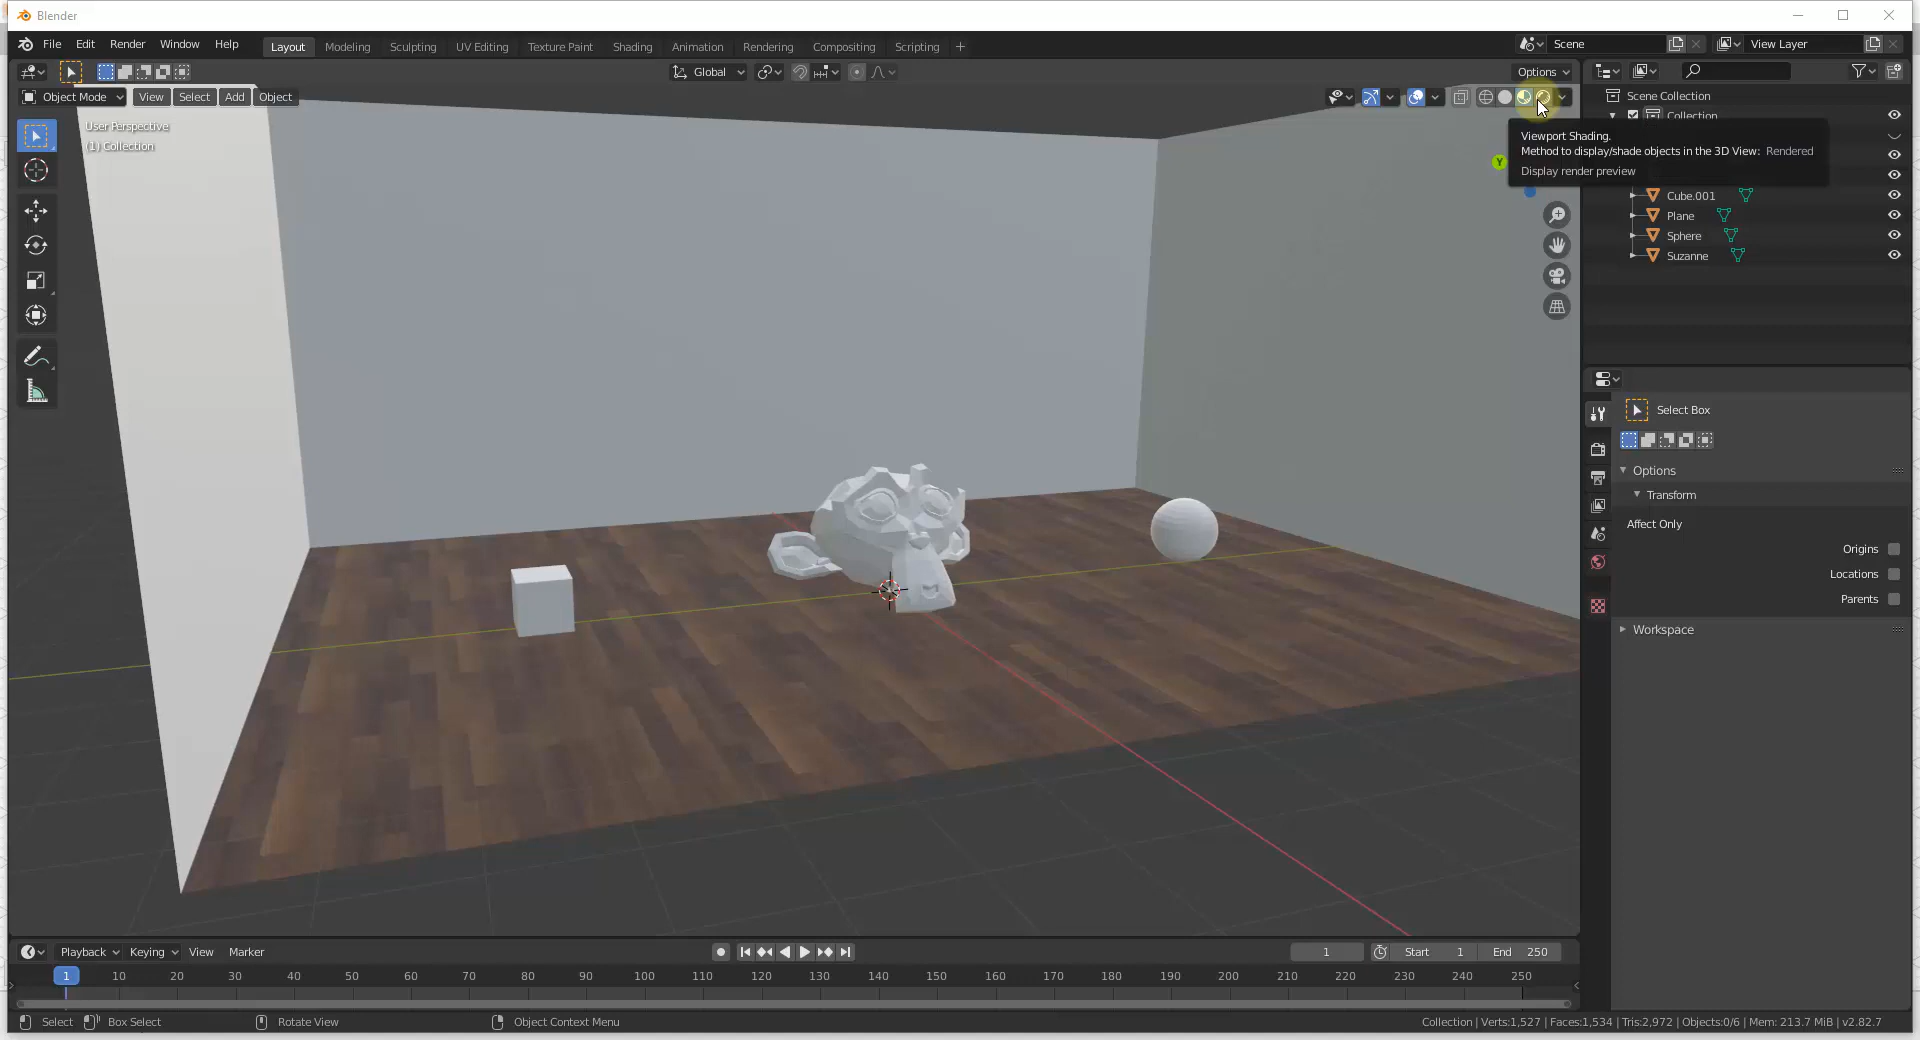 Blender
File Edit Render Window Help Layout Modeling Sculpting UV Editing Texture Paint Shading Animation Rendering Compositing Scripting + Scene View Layer
Global Options
Object Mode View Select Add Object
User Perspective
(1) Collection
Scene Collection
Collection
Viewport Shading.
Method to display/shade objects in the 3D View: Rendered
Display render preview
Y
Cube.001
Plane
Sphere
Suzanne
Select Box
Options
Transform
Affect Only
Origins
Locations
Parents
Workspace
Playback Keying View Marker 1 Start 1 End 250
1 10 20 30 40 50 60 70 80 90 100 110 120 130 140 150 160 170 180 190 200 210 220 230 240 250
Select Box Select Rotate View Object Context Menu Collection | Verts:1,527 | Faces:1,534 | Tris:2,972 | Objects:0/6 | Mem: 213.7 MiB | v2.82.7